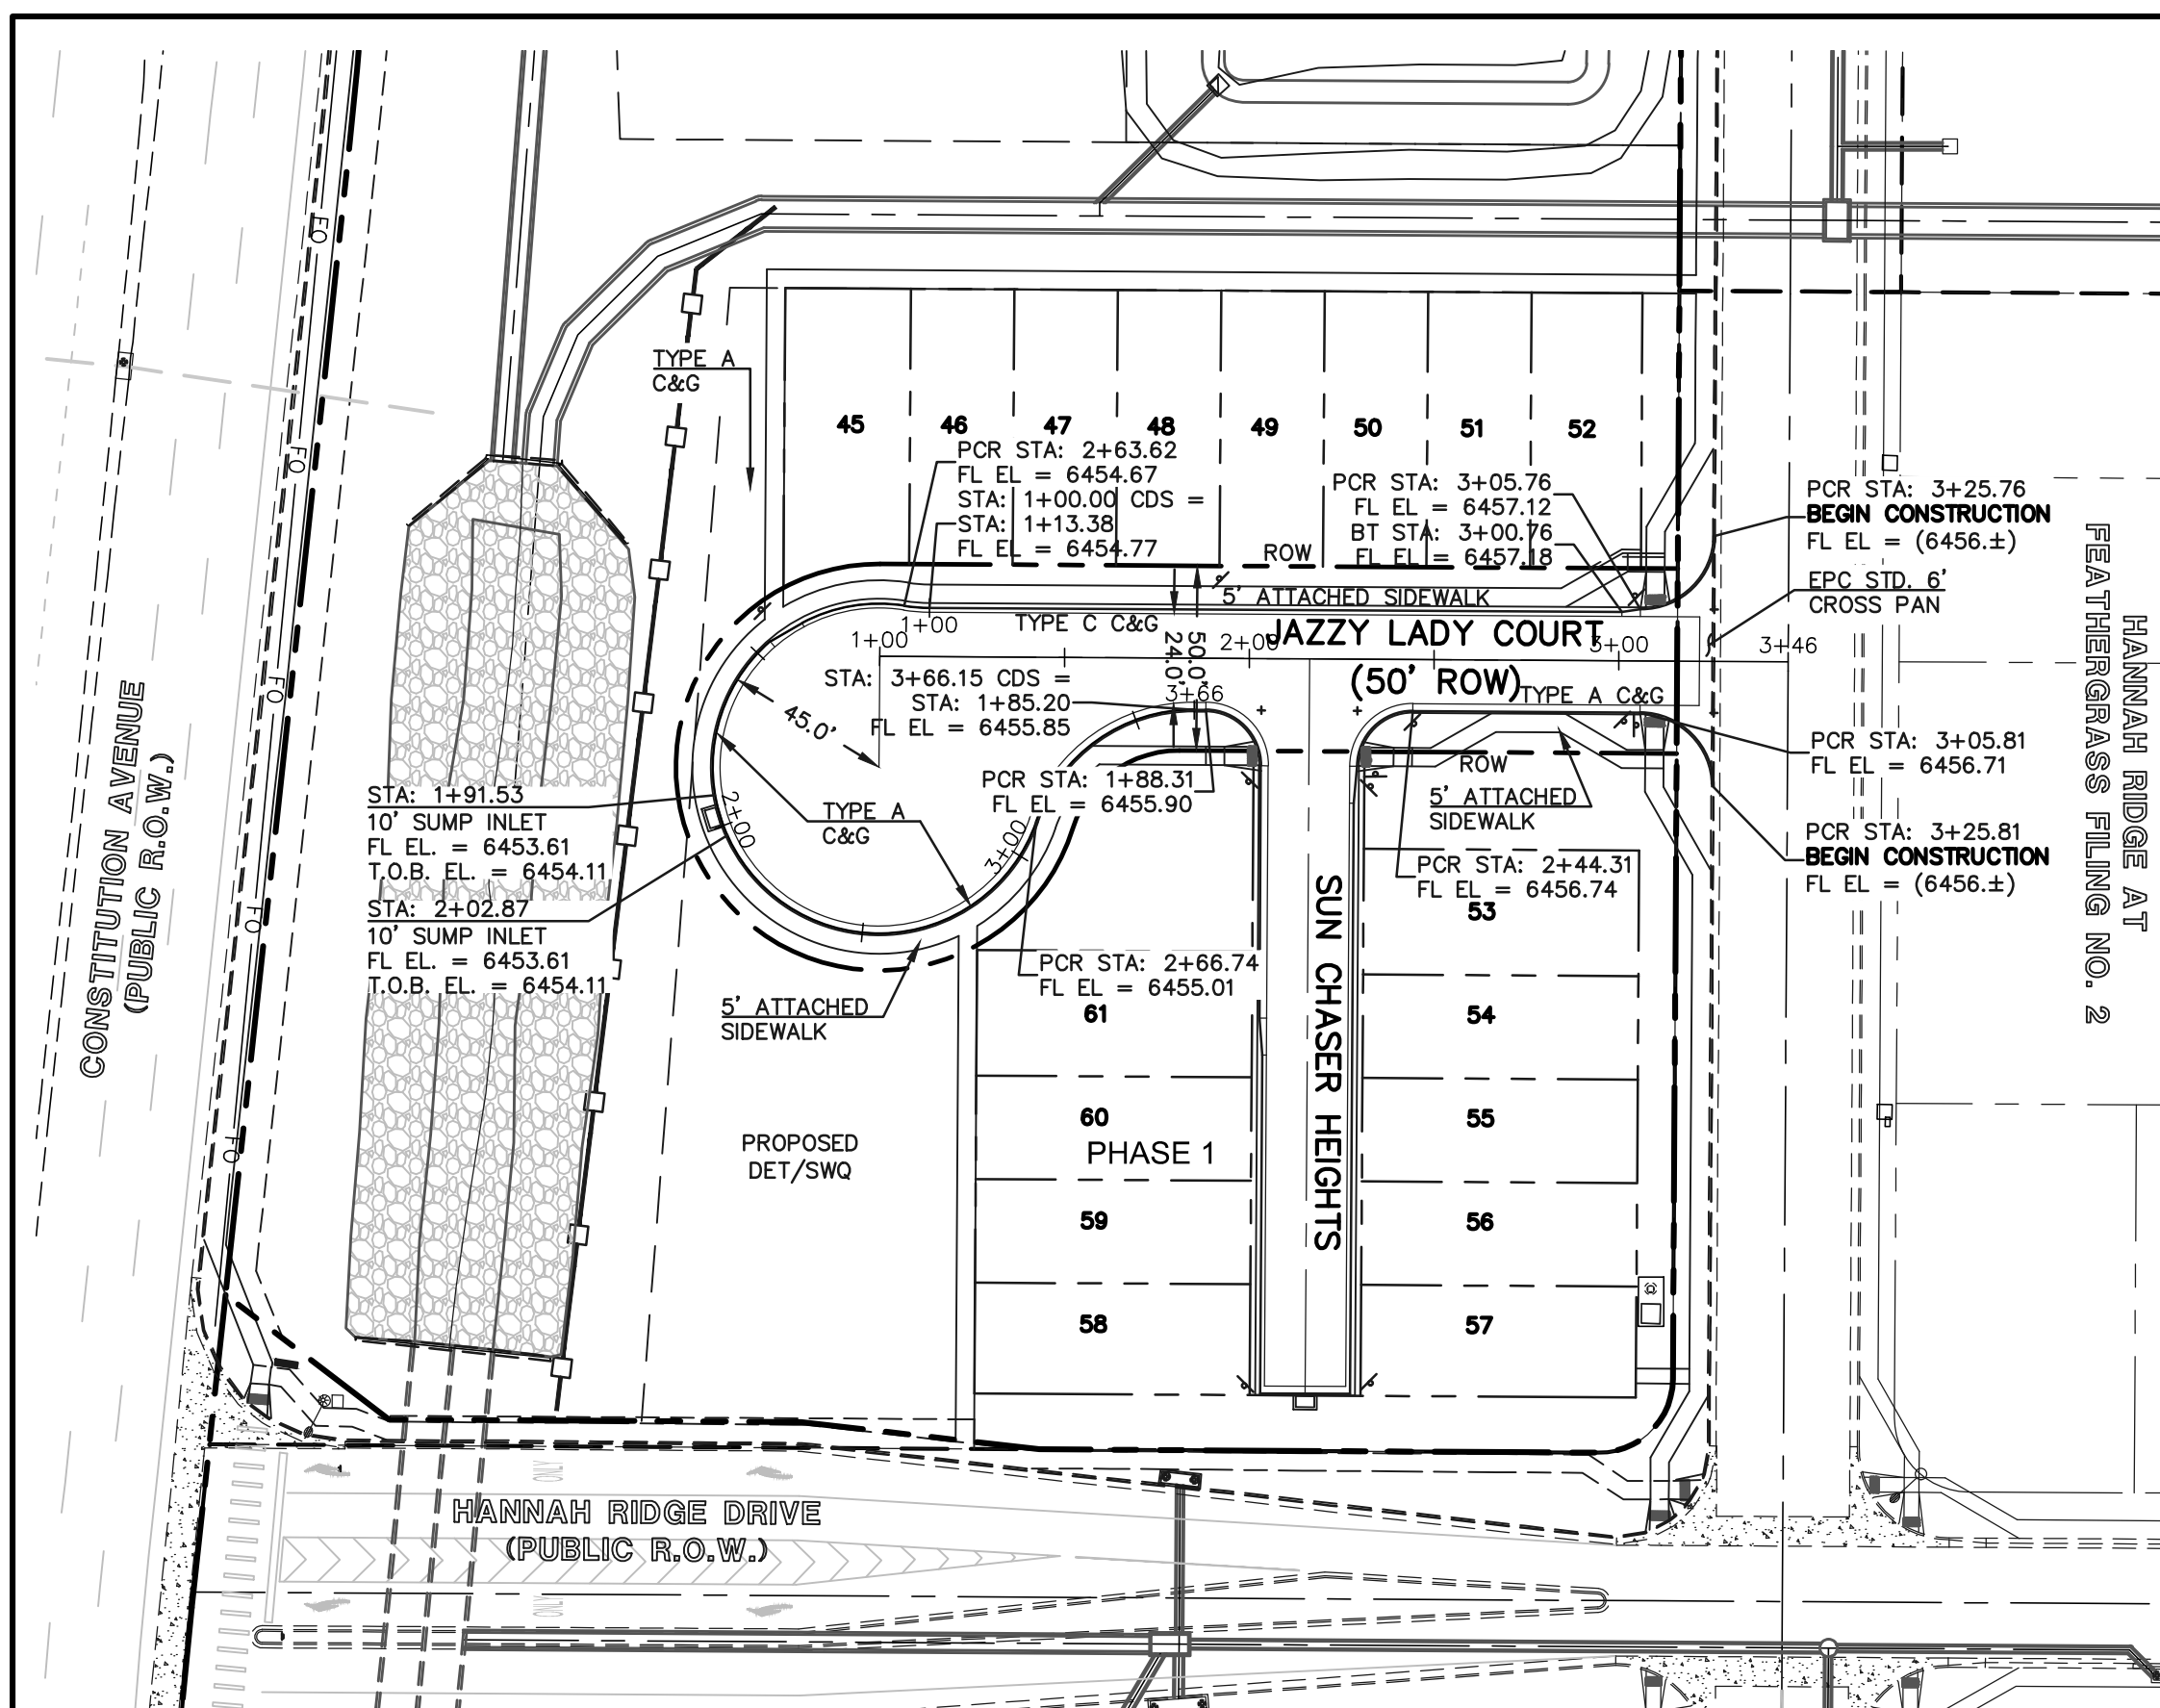 FO
FO
FO
FO
FO
TYPE A
C&G
45
46
47
48
49
50
51
52
PCR STA: 2+63.62
FL EL = 6454.67
STA: 1+00.00 CDS =
STA: 1+13.38
FL EL = 6454.77
PCR STA: 3+05.76
FL EL = 6457.12
BT STA: 3+00.76
FL EL = 6457.18
ROW
PCR STA: 3+25.76
BEGIN CONSTRUCTION
FL EL = (6456.±)
EPC STD. 6'
CROSS PAN
HANNAH RIDGE AT
FEATHERGRASS FILING NO. 2
5' ATTACHED SIDEWALK
TYPE C C&G
1+00
1+00
2+00
3+00
3+46
JAZZY LADY COURT
(50' ROW)
50.0'
24.0'
TYPE A C&G
STA: 3+66.15 CDS =
STA: 1+85.20
FL EL = 6455.85
3+66
45.0'
CONSTITUTION AVENUE
(PUBLIC R.O.W.)
PCR STA: 3+05.81
FL EL = 6456.71
ROW
5' ATTACHED
SIDEWALK
PCR STA: 1+88.31
FL EL = 6455.90
STA: 1+91.53
10' SUMP INLET
FL EL. = 6453.61
T.O.B. EL. = 6454.11
2+00
TYPE A
C&G
3+00
PCR STA: 3+25.81
BEGIN CONSTRUCTION
FL EL = (6456.±)
PCR STA: 2+44.31
FL EL = 6456.74
STA: 2+02.87
10' SUMP INLET
FL EL. = 6453.61
T.O.B. EL. = 6454.11
SUN CHASER HEIGHTS
53
PCR STA: 2+66.74
FL EL = 6455.01
5' ATTACHED
SIDEWALK
61
54
60
55
PHASE 1
PROPOSED
DET/SWQ
59
56
58
57
HANNAH RIDGE DRIVE
(PUBLIC R.O.W.)